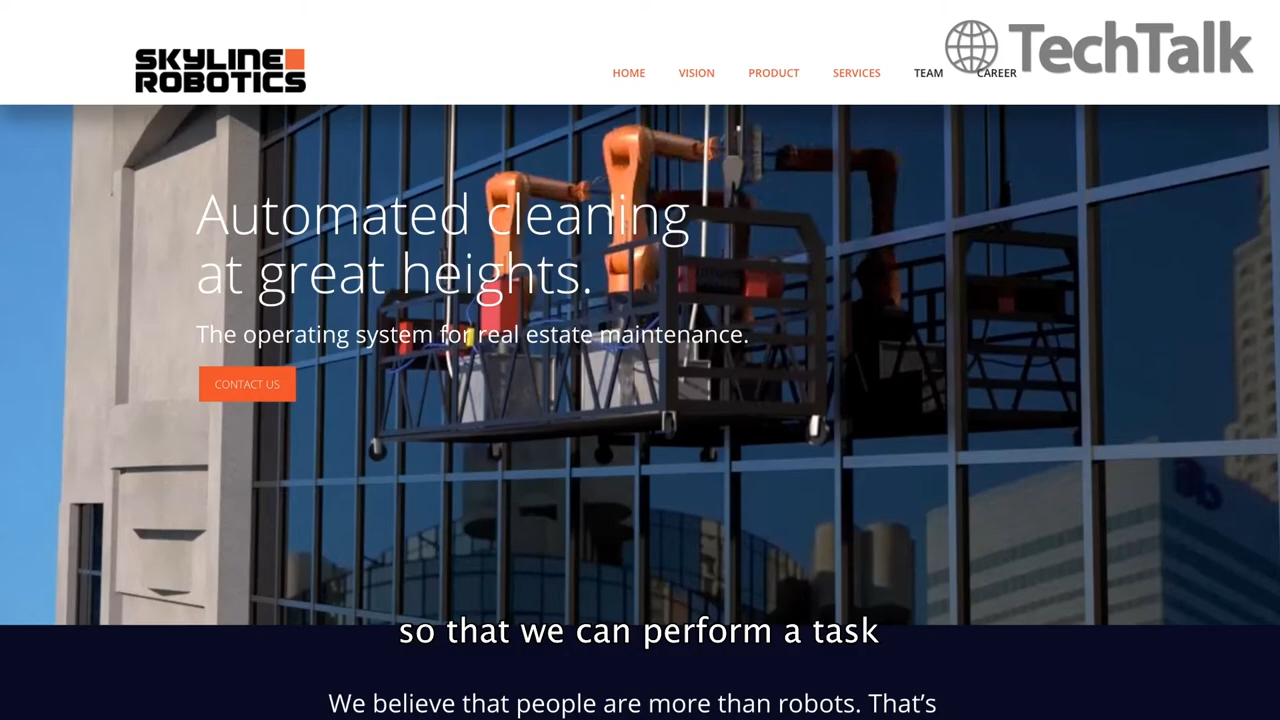 SKYLINE
ROBOTICS
HOME VISION PRODUCT SERVICES TEAM CAREER
TechTalk
Automated cleaning
at great heights.
The operating system for real estate maintenance.
CONTACT US
so that we can perform a task
We believe that people are more than robots. That’s